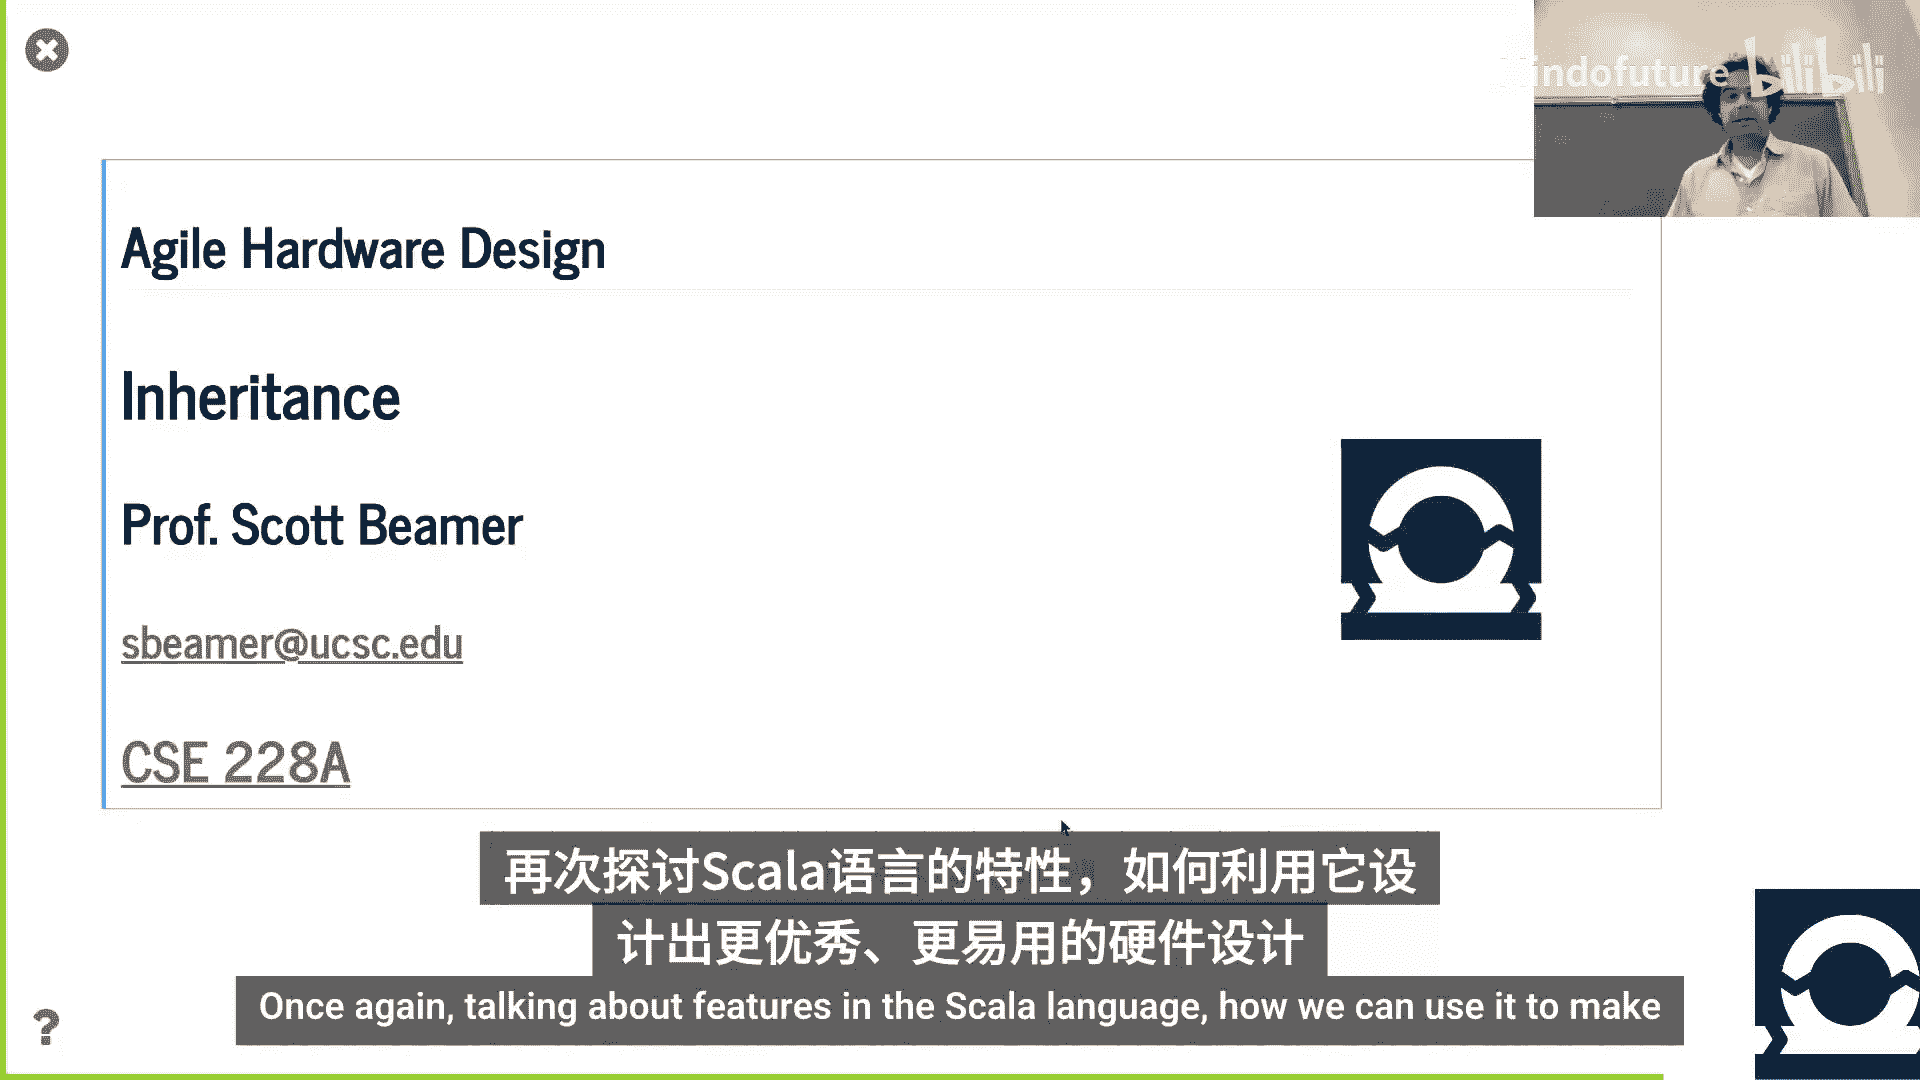 indofuture bilibili
Agile Hardware Design
Inheritance
Prof. Scott Beamer
sbeamer@ucsc.edu
CSE 228A
再次探讨Scala语言的特性，如何利用它设
计出更优秀、更易用的硬件设计
Once again, talking about features in the Scala language, how we can use it to make
?